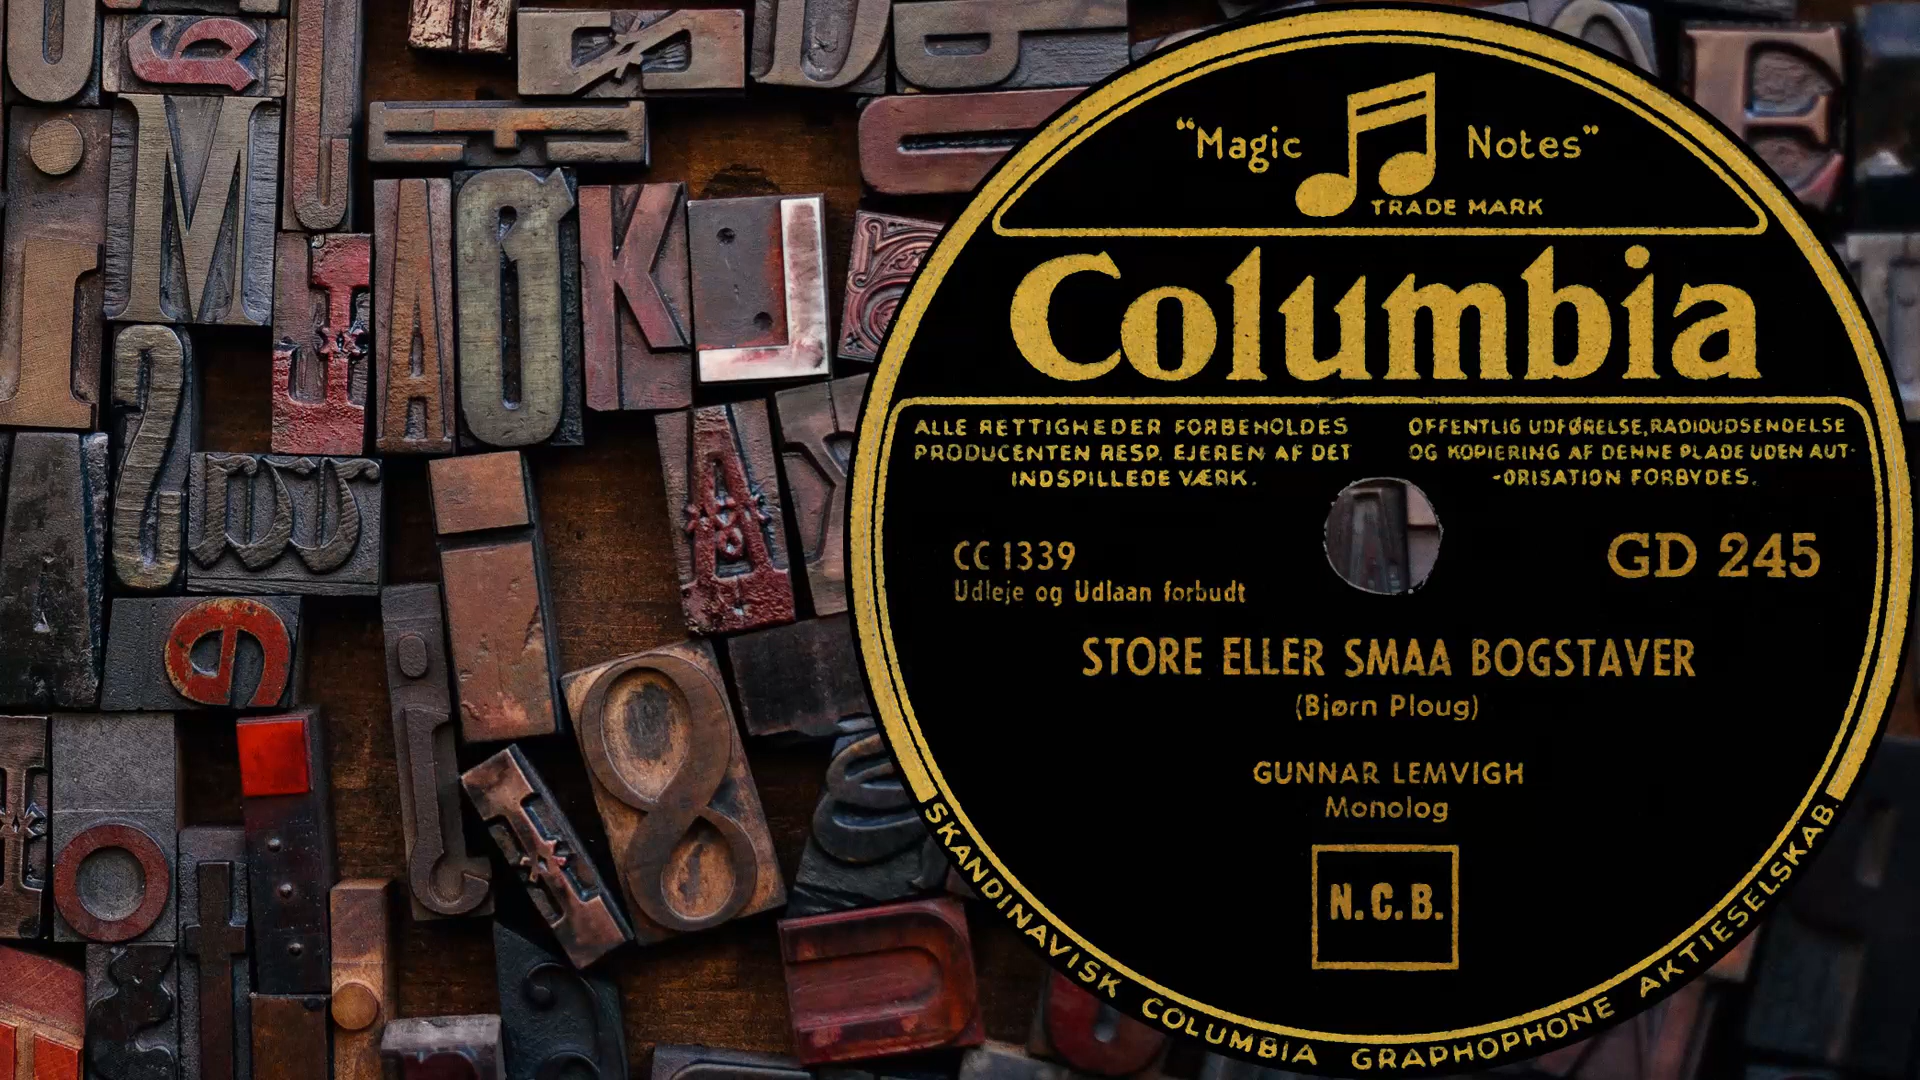 "Magic Notes"
TRADE MARK
Columbia
ALLE RETTIGHEDER FORBEHOLDES
PRODUCENTEN RESP. EJEREN AF DET
INDSPILLEDE VÆRK.
OFFENTLIG UDFØRELSE, RADIOUDSENDELSE
OG KOPIERING AF DENNE PLADE UDEN AUT-
-ORISATION FORBYDES.
CC 1339
Udleje og Udlaan forbudt
GD 245
STORE ELLER SMAA BOGSTAVER
(Bjørn Ploug)
GUNNAR LEMVIGH
Monolog
N.C.B.
SKANDINAVISK COLUMBIA GRAPHOPHONE AKTIESELSKAB.